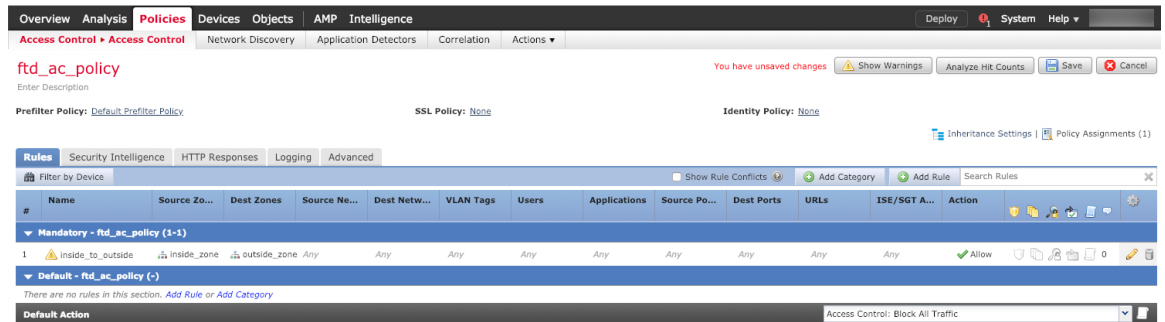 Overview Analysis Policies Devices Objects AMP Intelligence Deploy 1 System Help
Access Control ▸ Access Control Network Discovery Application Detectors Correlation Actions
ftd_ac_policy You have unsaved changes Show Warnings Analyze Hit Counts Save Cancel
Enter Description
Prefilter Policy: Default Prefilter Policy SSL Policy: None Identity Policy: None
Inheritance Settings | Policy Assignments (1)
Rules Security Intelligence HTTP Responses Logging Advanced
Filter by Device Show Rule Conflicts Add Category Add Rule Search Rules
# Name Source Zo... Dest Zones Source Ne... Dest Netw... VLAN Tags Users Applications Source Po... Dest Ports URLs ISE/SGT A... Action
Mandatory - ftd_ac_policy (1-1)
1 inside_to_outside inside_zone outside_zone Any Any Any Any Any Any Any Any Any Allow 0
Default - ftd_ac_policy (-)
There are no rules in this section. Add Rule or Add Category
Default Action Access Control: Block All Traffic